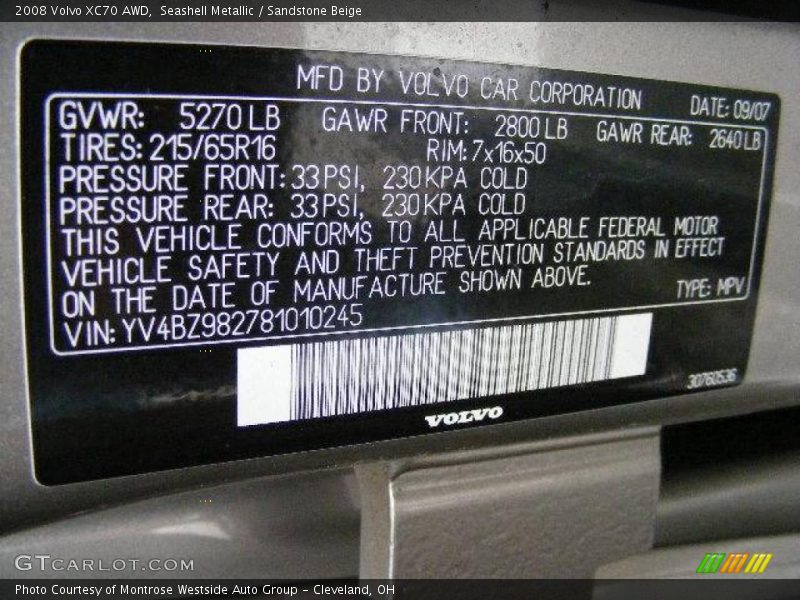 2008 Volvo XC70 AWD, Seashell Metallic / Sandstone Beige
MFD BY VOLVO CAR CORPORATION DATE: 09/07
GVWR: 5270 LB GAWR FRONT: 2800 LB GAWR REAR: 2640 LB
TIRES: 215/65R16 RIM: 7x16x50
PRESSURE FRONT: 33 PSI, 230 KPA COLD
PRESSURE REAR: 33 PSI, 230 KPA COLD
THIS VEHICLE CONFORMS TO ALL APPLICABLE FEDERAL MOTOR
VEHICLE SAFETY AND THEFT PREVENTION STANDARDS IN EFFECT
ON THE DATE OF MANUFACTURE SHOWN ABOVE.
TYPE: MPV
VIN: YV4BZ982781010245
30760536
VOLVO
GTCARLOT.COM
Photo Courtesy of Montrose Westside Auto Group - Cleveland, OH